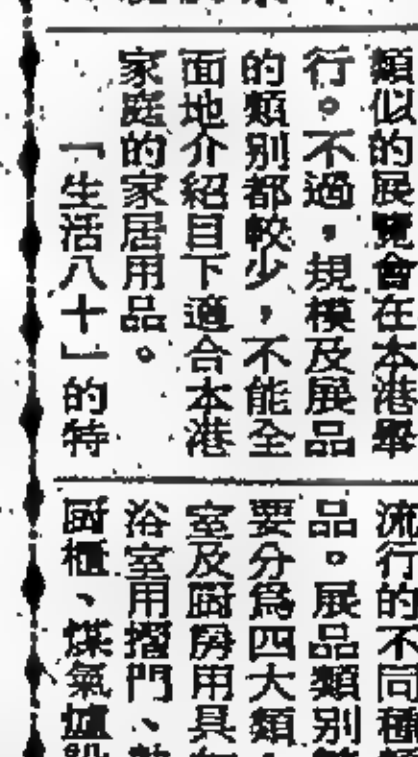 類似的展覽會在本港舉
行。不過，規模及展品
的類別都較少，不能全
面地介紹目下適合本港
家庭的家居用品。
「生活八十」的特
流行的不同種
品。展品類別
要分爲四大類
室及厨房用具
浴室用摺門、
厨櫃、煤氣爐